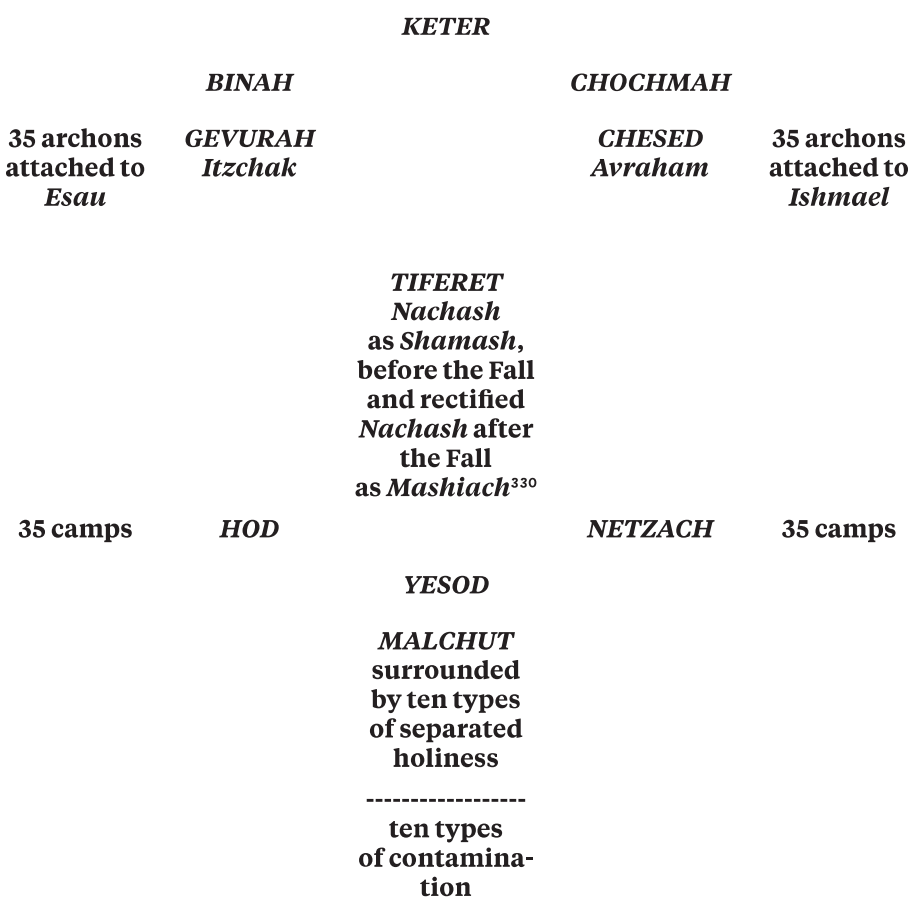 KETER
BINAH CHOCHMAH
35 archons GEVURAH CHESED 35 archons
attached to Itzchak Avraham attached to
Esau Ishmael
TIFERET
Nachash
as Shamash,
before the Fall
and rectified
Nachash after
the Fall
as Mashiach³³⁰
35 camps HOD NETZACH 35 camps
YESOD
MALCHUT
surrounded
by ten types
of separated
holiness
------------------
ten types
of contamina-
tion